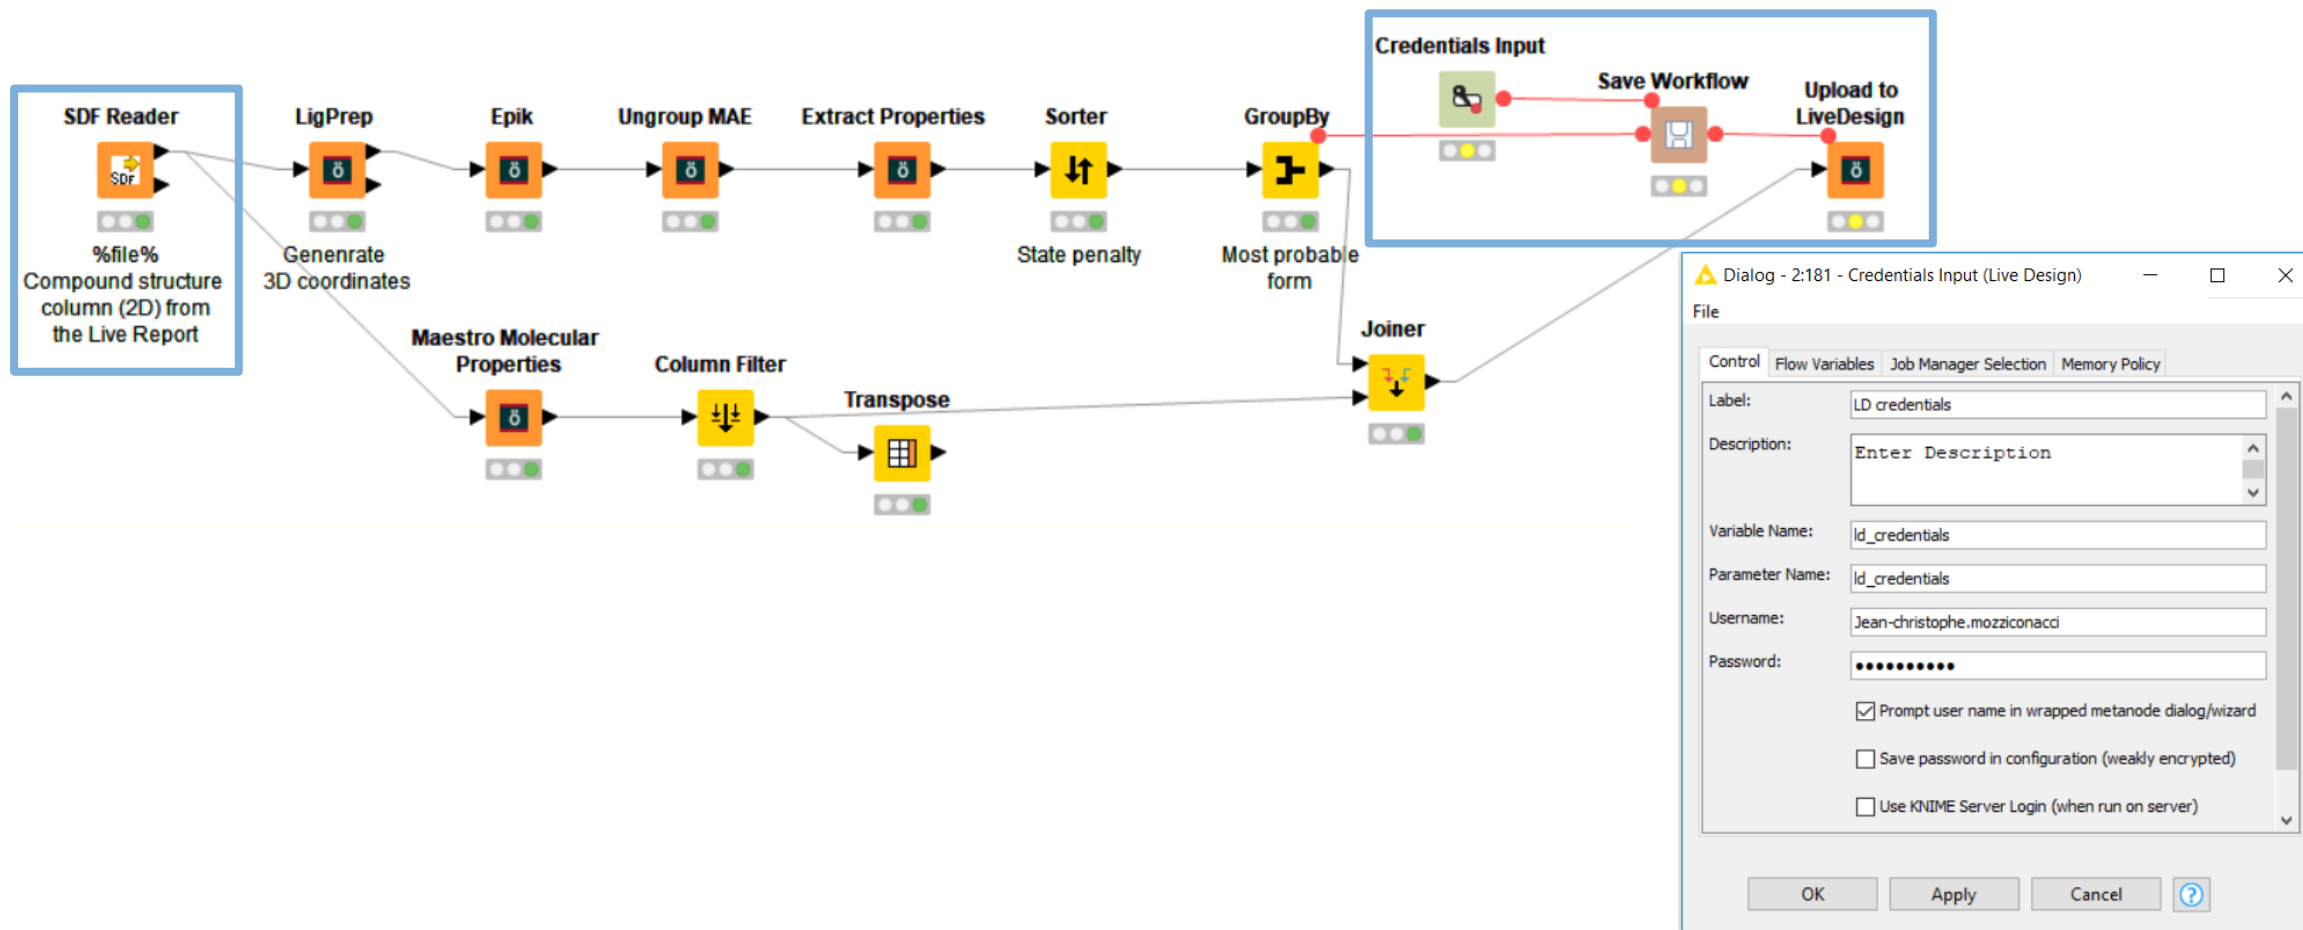 Credentials Input
Save Workflow
Upload to
LiveDesign
SDF Reader
LigPrep
Epik
Ungroup MAE
Extract Properties
Sorter
GroupBy
SDF
ö
ö
ö
ö
ö
%file%
Compound structure
column (2D) from
the Live Report
Genenrate
3D coordinates
State penalty
Most probable
form
Maestro Molecular
Properties
Column Filter
Transpose
Joiner
ö
Dialog - 2:181 - Credentials Input (Live Design)
File
Control
Flow Variables
Job Manager Selection
Memory Policy
Label:
LD credentials
Description:
Enter Description
Variable Name:
ld_credentials
Parameter Name:
ld_credentials
Username:
Jean-christophe.mozziconacci
Password:
••••••••••
Prompt user name in wrapped metanode dialog/wizard
Save password in configuration (weakly encrypted)
Use KNIME Server Login (when run on server)
OK
Apply
Cancel
?